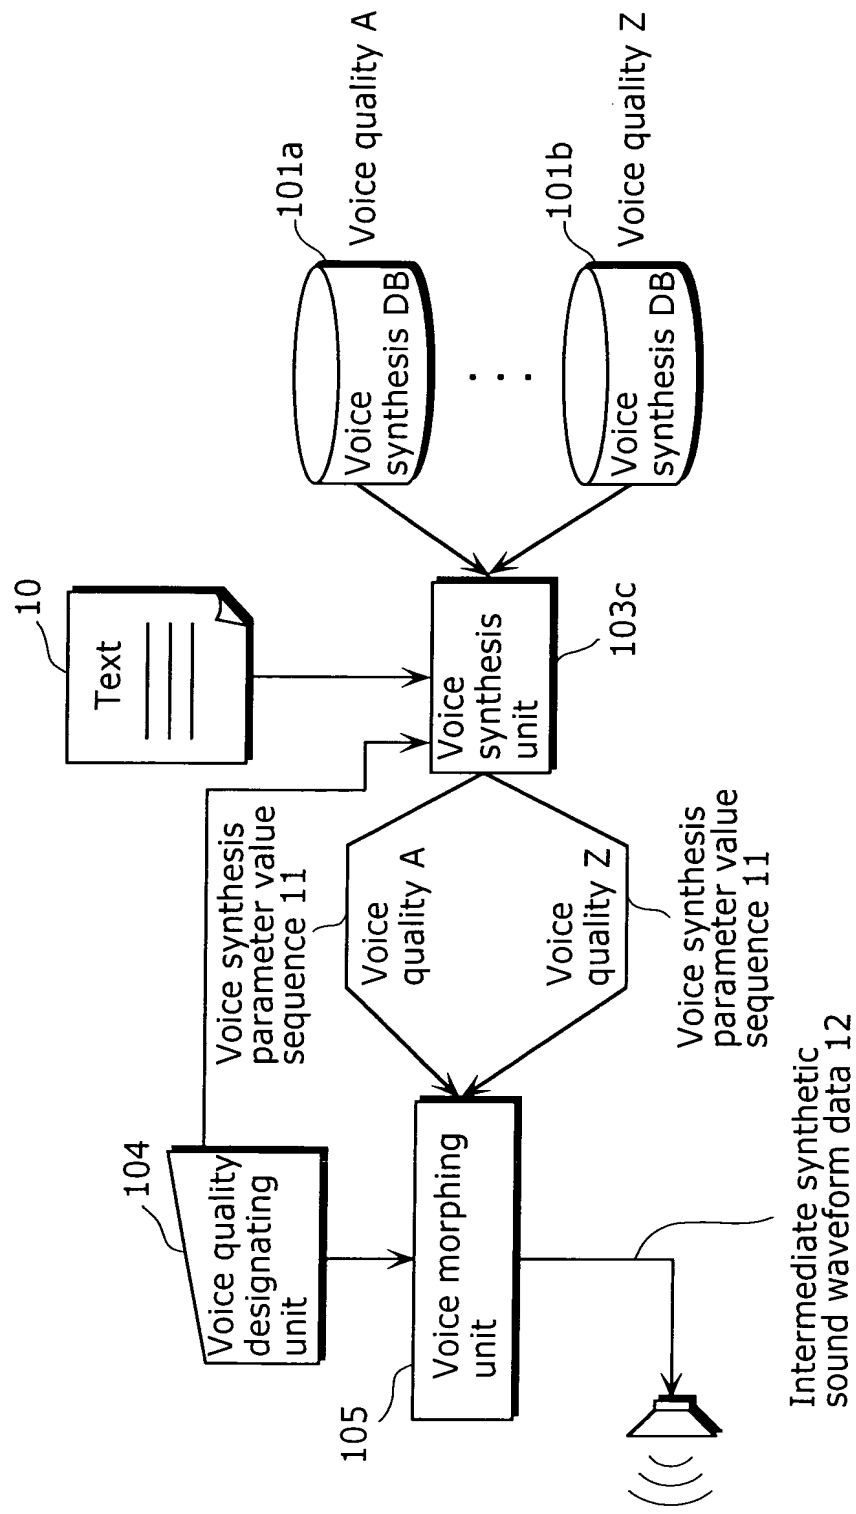 10
Text
104
Voice quality
designating
unit
Voice synthesis
parameter value
sequence 11
101a
Voice quality A
Voice
synthesis DB
105
Voice morphing
unit
Voice
quality A
Voice
synthesis
unit
103c
. . .
Voice
quality Z
101b
Voice quality Z
Voice
synthesis DB
Voice synthesis
parameter value
sequence 11
Intermediate synthetic
sound waveform data 12